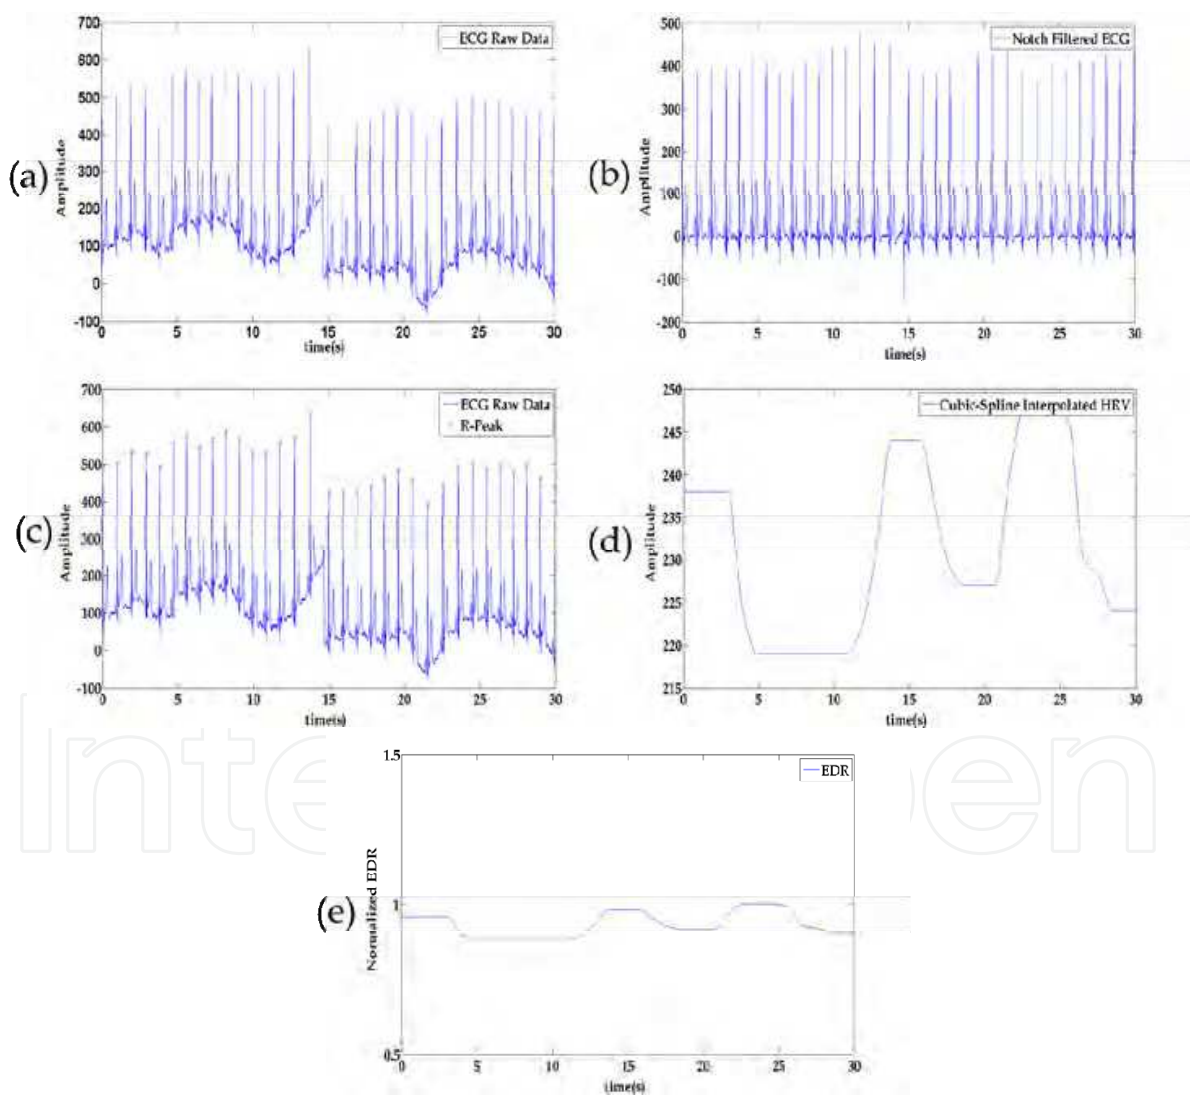 (a)
Amplitude
700
600
500
400
300
200
100
0
-100
ECG Raw Data
0 5 10 15 20 25 30
time(s)
(b)
Amplitude
500
400
300
200
100
0
-100
-200
Notch Filtered ECG
0 5 10 15 20 25 30
time(s)
(c)
Amplitude
700
600
500
400
300
200
100
0
-100
ECG Raw Data
R-Peak
0 5 10 15 20 25 30
time(s)
(d)
Amplitude
250
245
240
235
230
225
220
215
Cubic-Spline Interpolated HRV
0 5 10 15 20 25 30
time(s)
(e)
Normalized EDR
1.5
1
0.5
EDR
0 5 10 15 20 25 30
time(s)